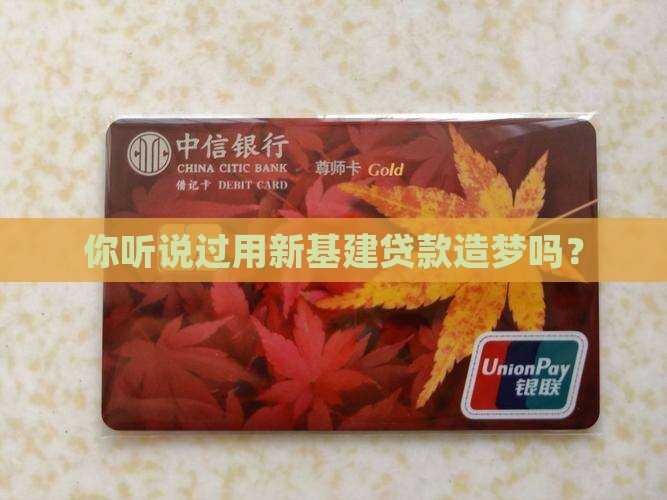 中信银行
CHINA CITIC BANK
借记卡 DEBIT CARD
尊师卡 Gold
你听说过用新基建贷款造梦吗？
UnionPay
银联